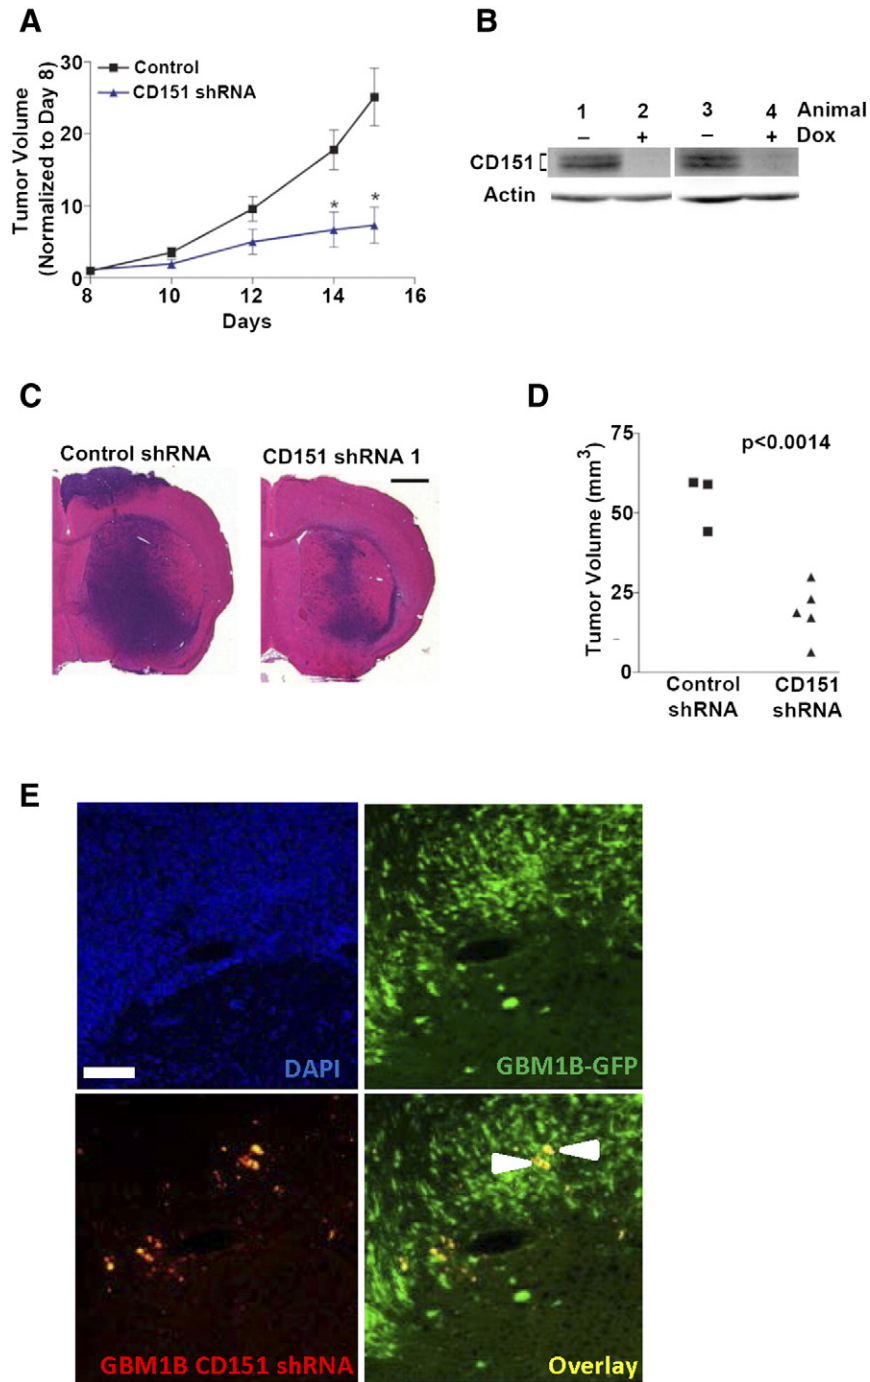 A
Tumor Volume
(Normalized to Day 8)
30
20
10
0
Control
CD151 shRNA
*
*
8
10
12
14
16
Days
B
1
2
3
4
Animal
–
+
–
+
Dox
CD151
Actin
C
Control shRNA
CD151 shRNA 1
D
Tumor Volume (mm³)
75
50
25
0
p<0.0014
Control
shRNA
CD151
shRNA
E
DAPI
GBM1B-GFP
GBM1B CD151 shRNA
Overlay